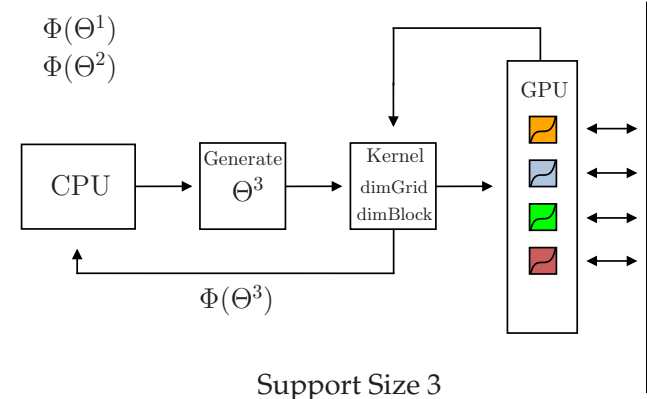 Φ(Θ¹)
Φ(Θ²)
GPU
CPU
Generate
Θ³
Kernel
dimGrid
dimBlock
Φ(Θ³)
Support Size 3